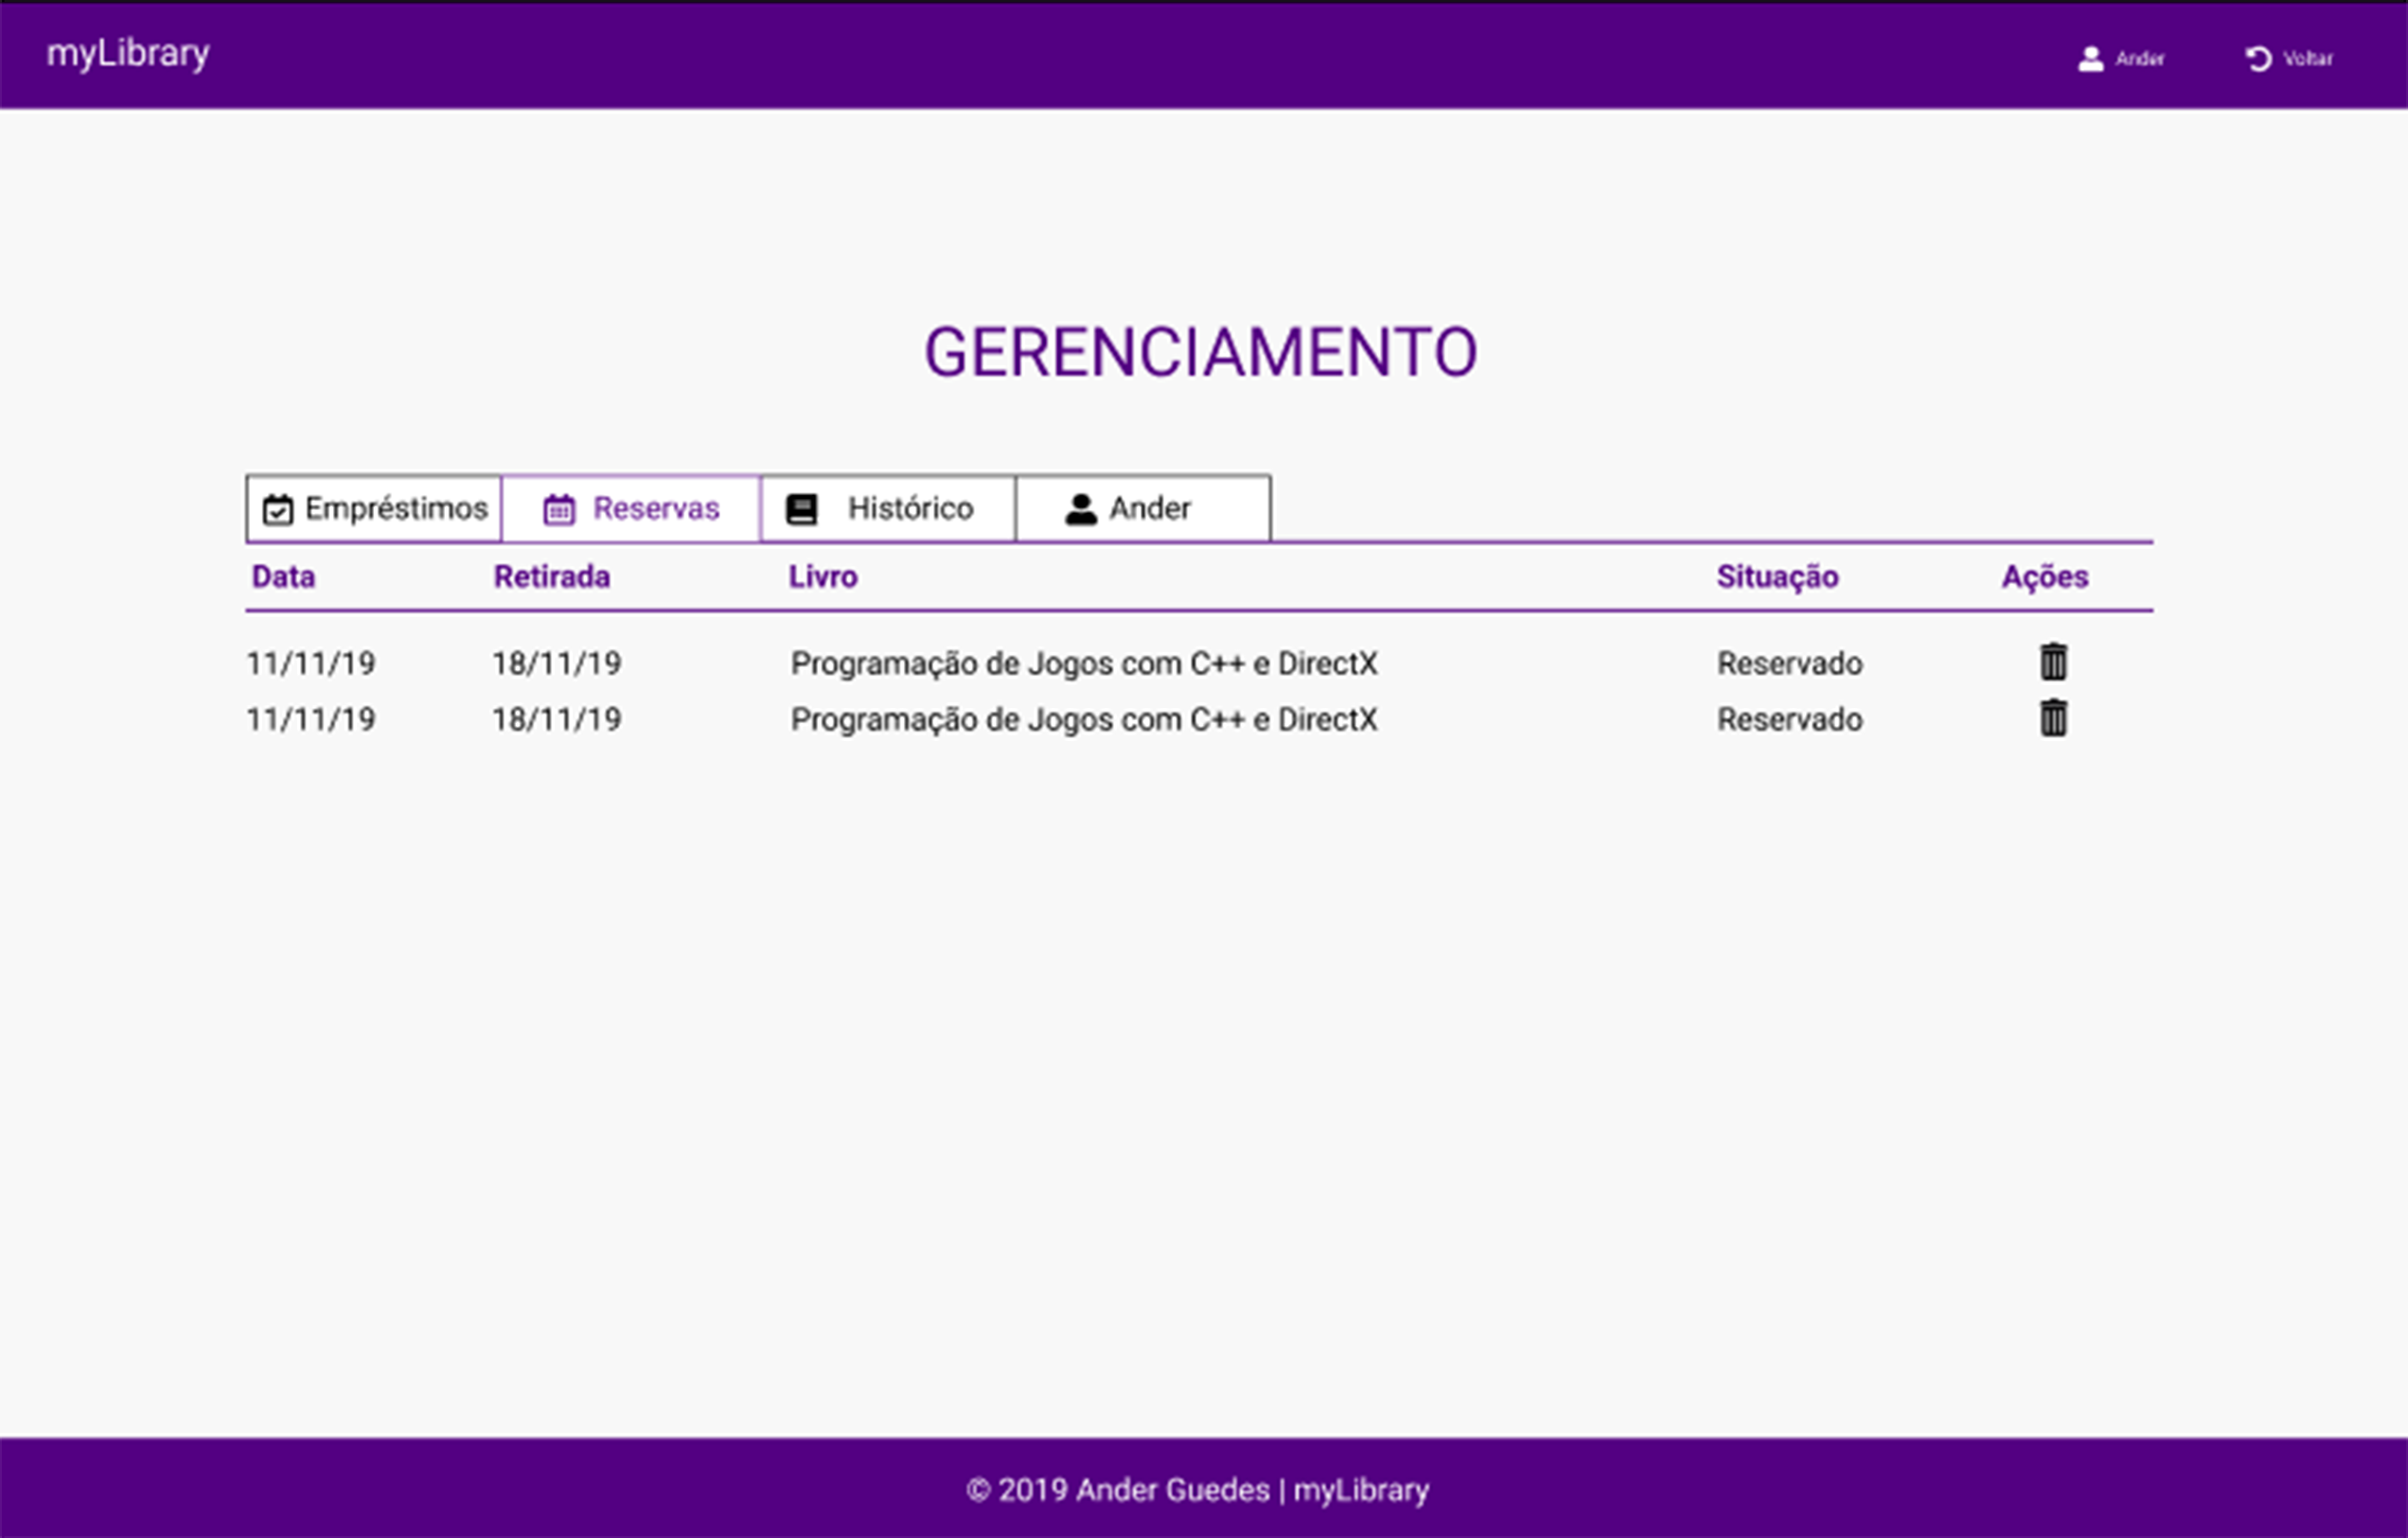 myLibrary Ander Voltar
GERENCIAMENTO
Empréstimos Reservas Histórico Ander
Data Retirada Livro Situação Ações
11/11/19 18/11/19 Programação de Jogos com C++ e DirectX Reservado
11/11/19 18/11/19 Programação de Jogos com C++ e DirectX Reservado
© 2019 Ander Guedes | myLibrary